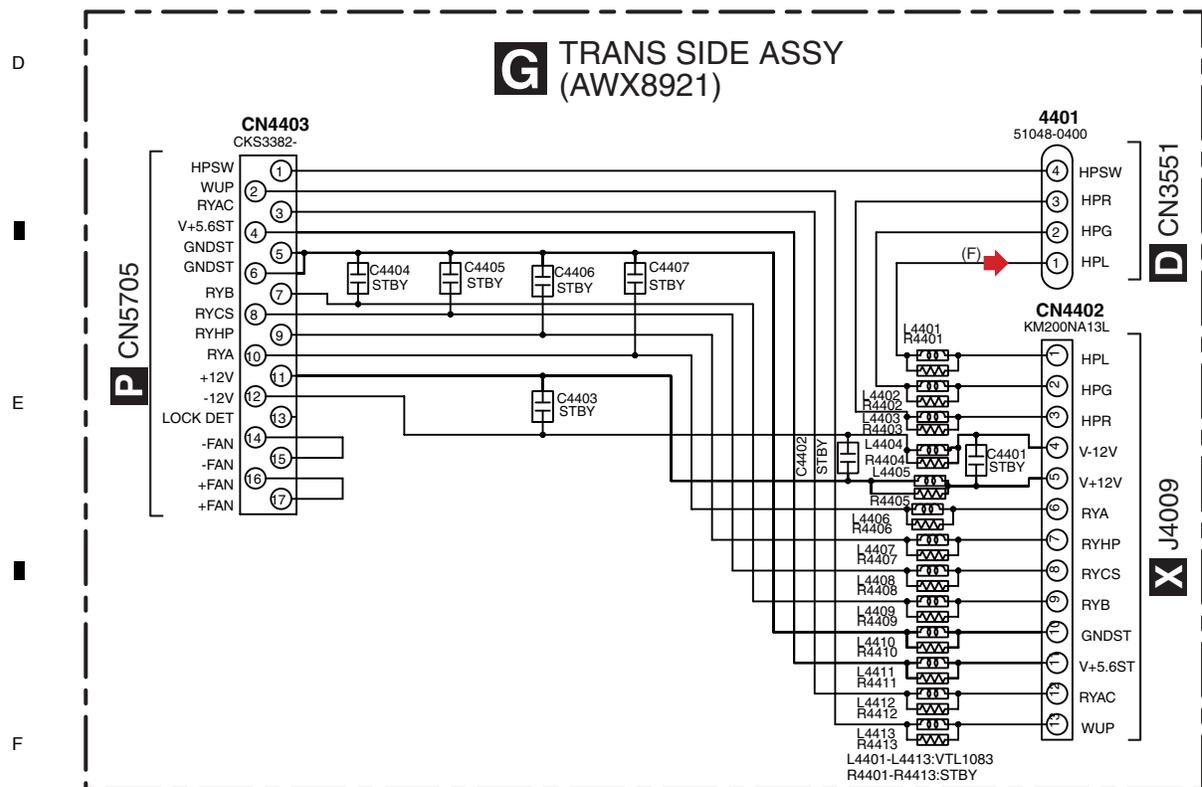 D
G TRANS SIDE ASSY
(AWX8921)
CN4403
CKS3382-
4401
51048-0400
P CN5705
HPSW 1
WUP 2
RYAC 3
V+5.6ST 4
GNDST 5
GNDST 6
RYB 7
RYCS 8
RYHP 9
RYA 10
+12V 11
-12V 12
LOCK DET 13
-FAN 14
-FAN 15
+FAN 16
+FAN 17
4 HPSW
3 HPR
2 HPG
(F) 1 HPL
D CN3551
C4404
STBY
C4405
STBY
C4406
STBY
C4407
STBY
C4403
STBY
C4402
STBY
C4401
STBY
E
CN4402
KM200NA13L
L4401
R4401
1 HPL
L4402
R4402
2 HPG
L4403
R4403
3 HPR
L4404
R4404
4 V-12V
L4405
R4405
5 V+12V
L4406
R4406
6 RYA
L4407
R4407
7 RYHP
L4408
R4408
8 RYCS
L4409
R4409
9 RYB
L4410
R4410
10 GNDST
L4411
R4411
11 V+5.6ST
L4412
R4412
12 RYAC
L4413
R4413
13 WUP
X J4009
F
L4401-L4413:VTL1083
R4401-R4413:STBY